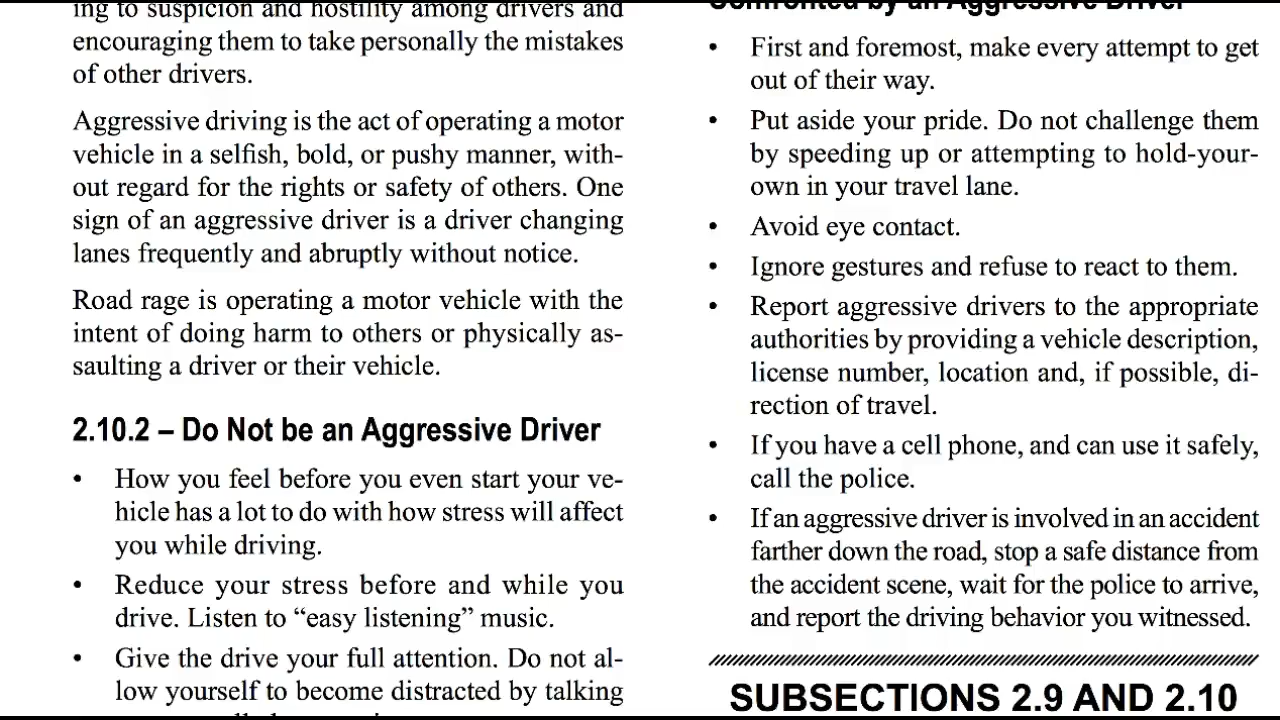 ing to suspicion and hostility among drivers and
encouraging them to take personally the mistakes
of other drivers.
Aggressive driving is the act of operating a motor
vehicle in a selfish, bold, or pushy manner, with-
out regard for the rights or safety of others. One
sign of an aggressive driver is a driver changing
lanes frequently and abruptly without notice.
Road rage is operating a motor vehicle with the
intent of doing harm to others or physically as-
saulting a driver or their vehicle.
2.10.2 – Do Not be an Aggressive Driver
• How you feel before you even start your ve-
hicle has a lot to do with how stress will affect
you while driving.
• Reduce your stress before and while you
drive. Listen to “easy listening” music.
• Give the drive your full attention. Do not al-
low yourself to become distracted by talking
Confronted by an Aggressive Driver
• First and foremost, make every attempt to get
out of their way.
• Put aside your pride. Do not challenge them
by speeding up or attempting to hold-your-
own in your travel lane.
• Avoid eye contact.
• Ignore gestures and refuse to react to them.
• Report aggressive drivers to the appropriate
authorities by providing a vehicle description,
license number, location and, if possible, di-
rection of travel.
• If you have a cell phone, and can use it safely,
call the police.
• If an aggressive driver is involved in an accident
farther down the road, stop a safe distance from
the accident scene, wait for the police to arrive,
and report the driving behavior you witnessed.
SUBSECTIONS 2.9 AND 2.10